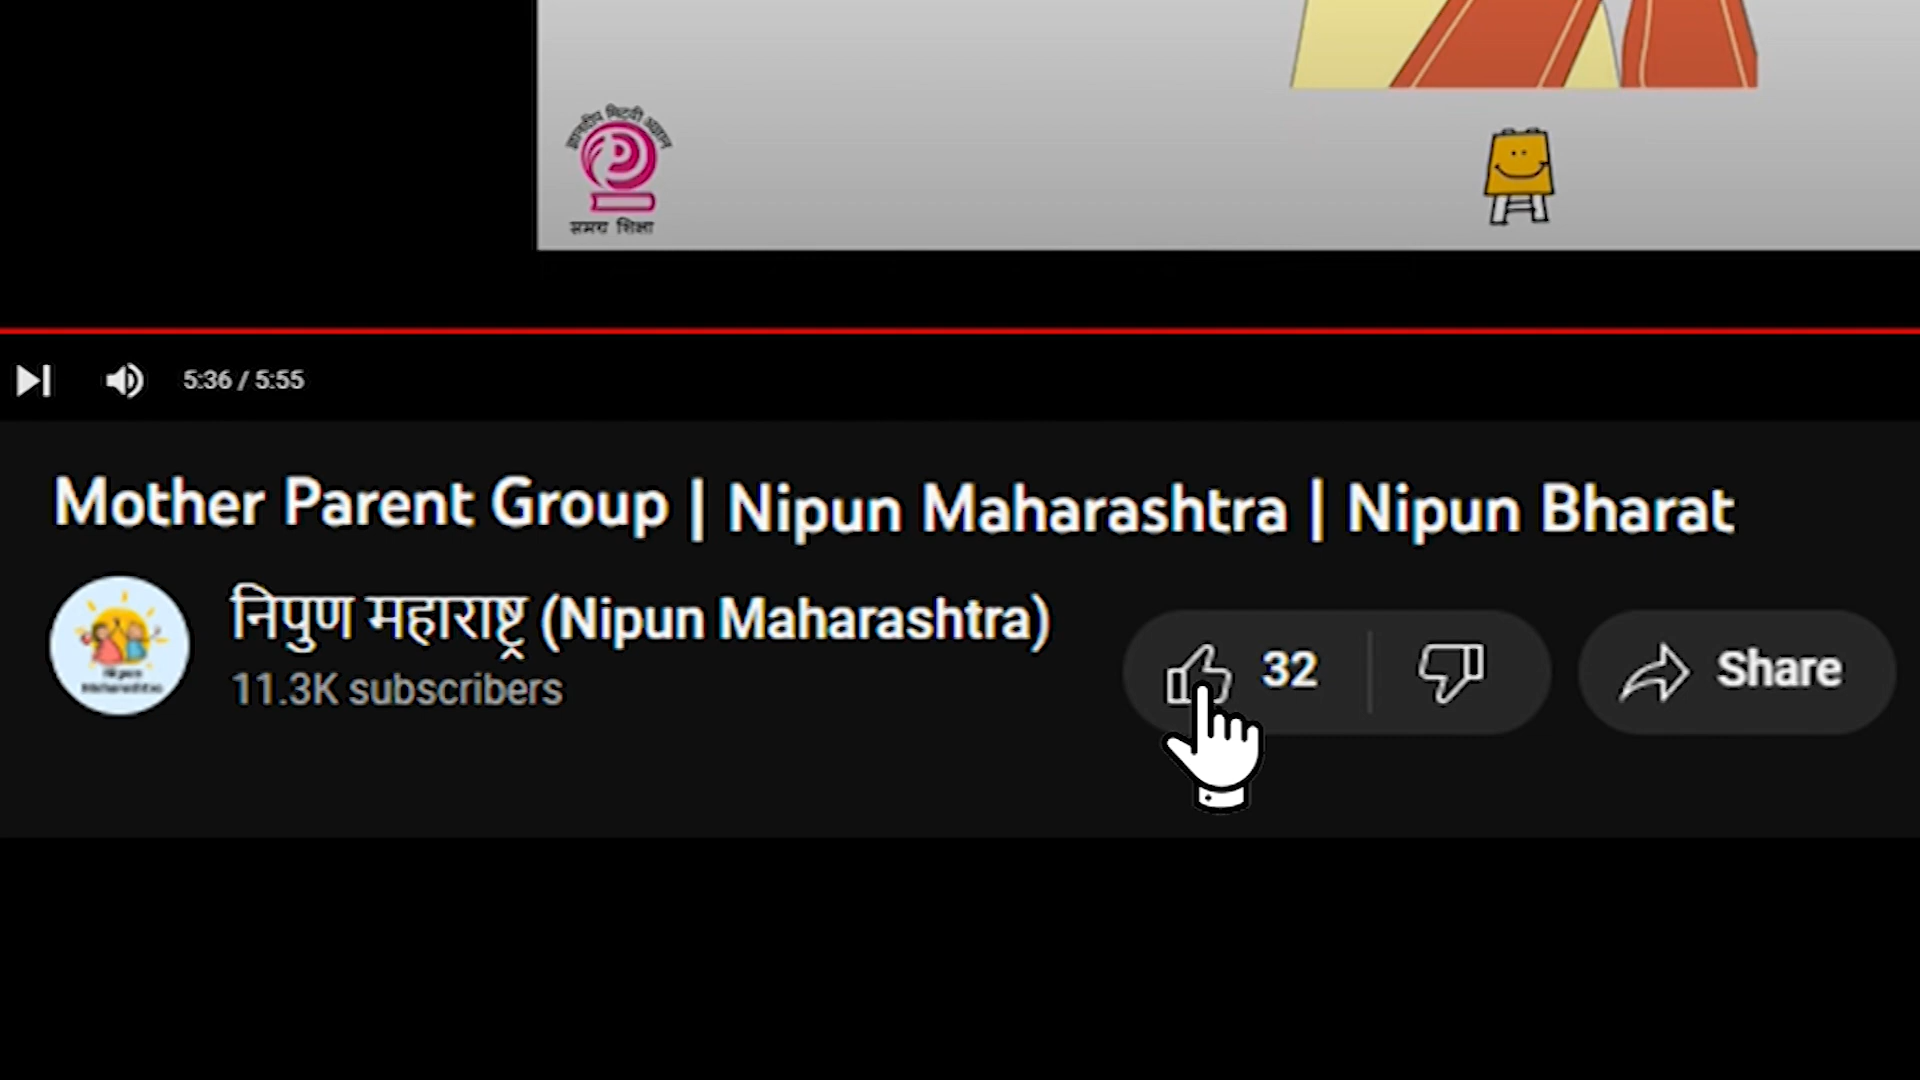 समग्र शिक्षा
5:36 / 5:55
Mother Parent Group | Nipun Maharashtra | Nipun Bharat
निपुण महाराष्ट्र (Nipun Maharashtra)
11.3K subscribers
32
Share